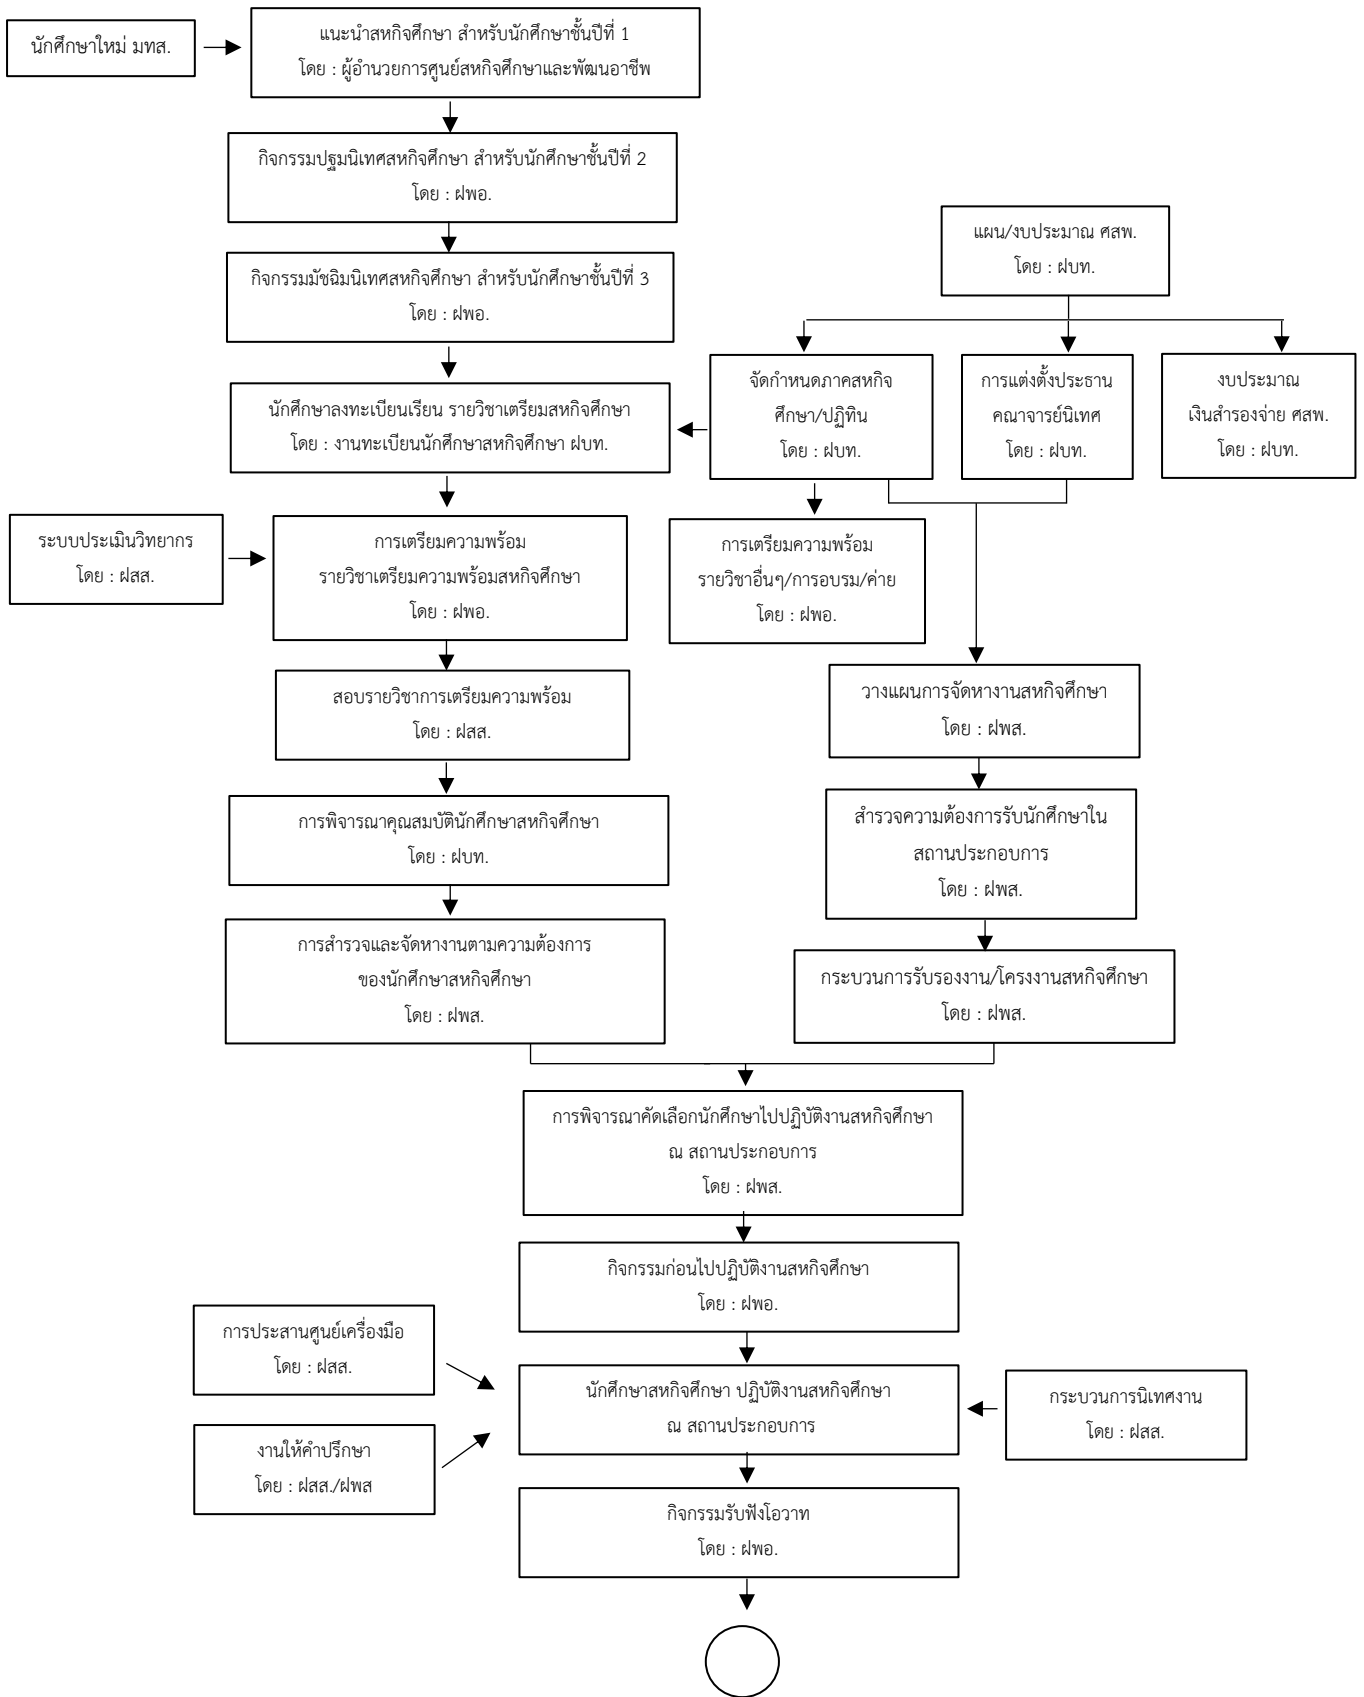 นักศึกษาใหม่ มทส.
แนะนำสหกิจศึกษา สำหรับนักศึกษาชั้นปีที่ 1
โดย : ผู้อำนวยการศูนย์สหกิจศึกษาและพัฒนอาชีพ
กิจกรรมปฐมนิเทศสหกิจศึกษา สำหรับนักศึกษาชั้นปีที่ 2
โดย : ฝพอ.
แผน/งบประมาณ ศสพ.
โดย : ฝบท.
กิจกรรมมัชฉิมนิเทศสหกิจศึกษา สำหรับนักศึกษาชั้นปีที่ 3
โดย : ฝพอ.
นักศึกษาลงทะเบียนเรียน รายวิชาเตรียมสหกิจศึกษา
โดย : งานทะเบียนนักศึกษาสหกิจศึกษา ฝบท.
จัดกำหนดภาคสหกิจ
ศึกษา/ปฏิทิน
โดย : ฝบท.
การแต่งตั้งประธาน
คณาจารย์นิเทศ
โดย : ฝบท.
งบประมาณ
เงินสำรองจ่าย ศสพ.
โดย : ฝบท.
ระบบประเมินวิทยากร
โดย : ฝสส.
การเตรียมความพร้อม
รายวิชาเตรียมความพร้อมสหกิจศึกษา
โดย : ฝพอ.
การเตรียมความพร้อม
รายวิชาอื่นๆ/การอบรม/ค่าย
โดย : ฝพอ.
สอบรายวิชาการเตรียมความพร้อม
โดย : ฝสส.
วางแผนการจัดหางานสหกิจศึกษา
โดย : ฝพส.
การพิจารณาคุณสมบัตินักศึกษาสหกิจศึกษา
โดย : ฝบท.
สำรวจความต้องการรับนักศึกษาใน
สถานประกอบการ
โดย : ฝพส.
การสำรวจและจัดหางานตามความต้องการ
ของนักศึกษาสหกิจศึกษา
โดย : ฝพส.
กระบวนการรับรองงาน/โครงงานสหกิจศึกษา
โดย : ฝพส.
การพิจารณาคัดเลือกนักศึกษาไปปฏิบัติงานสหกิจศึกษา
ณ สถานประกอบการ
โดย : ฝพส.
กิจกรรมก่อนไปปฏิบัติงานสหกิจศึกษา
โดย : ฝพอ.
การประสานศูนย์เครื่องมือ
โดย : ฝสส.
นักศึกษาสหกิจศึกษา ปฏิบัติงานสหกิจศึกษา
ณ สถานประกอบการ
กระบวนการนิเทศงาน
โดย : ฝสส.
งานให้คำปรึกษา
โดย : ฝสส./ฝพส
กิจกรรมรับฟังโอวาท
โดย : ฝพอ.